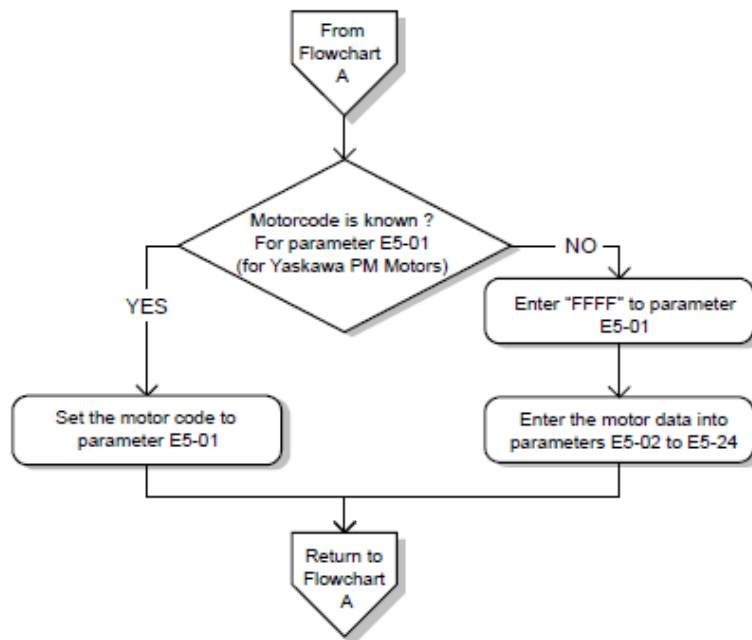 From
Flowchart
A
Motorcode is known ?
For parameter E5-01
(for Yaskawa PM Motors)
YES
NO
Enter "FFFF" to parameter
E5-01
Set the motor code to
parameter E5-01
Enter the motor data into
parameters E5-02 to E5-24
Return to
Flowchart
A